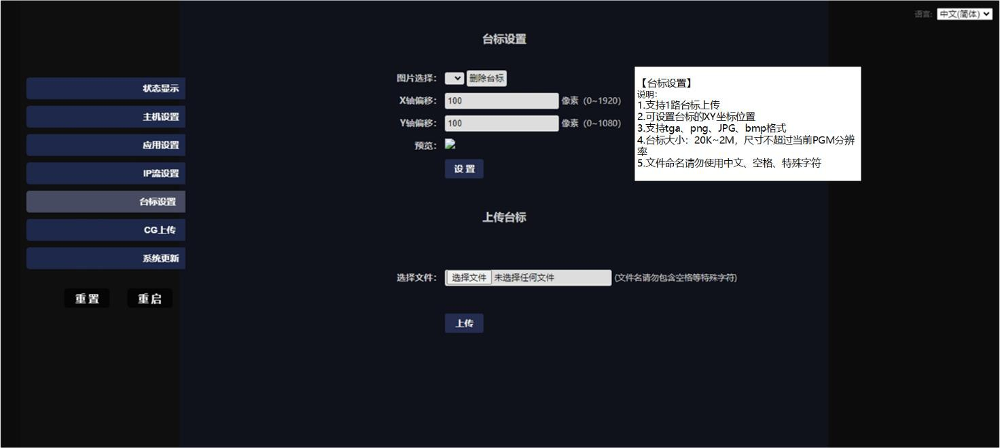 语言: 中文(简体)
台标设置
状态显示
主机设置
应用设置
IP流设置
台标设置
CG上传
系统更新
重置 重启
图片选择: 删除台标
X轴偏移: 100 像素 (0~1920)
Y轴偏移: 100 像素 (0~1080)
预览:
设 置
【台标设置】
说明:
1.支持1路台标上传
2.可设置台标的XY坐标位置
3.支持tga、png、JPG、bmp格式
4.台标大小: 20K~2M, 尺寸不超过当前PGM分辨
率
5.文件命名请勿使用中文、空格、特殊字符
上传台标
选择文件: 选择文件 未选择任何文件 (文件名请勿包含空格等特殊字符)
上传